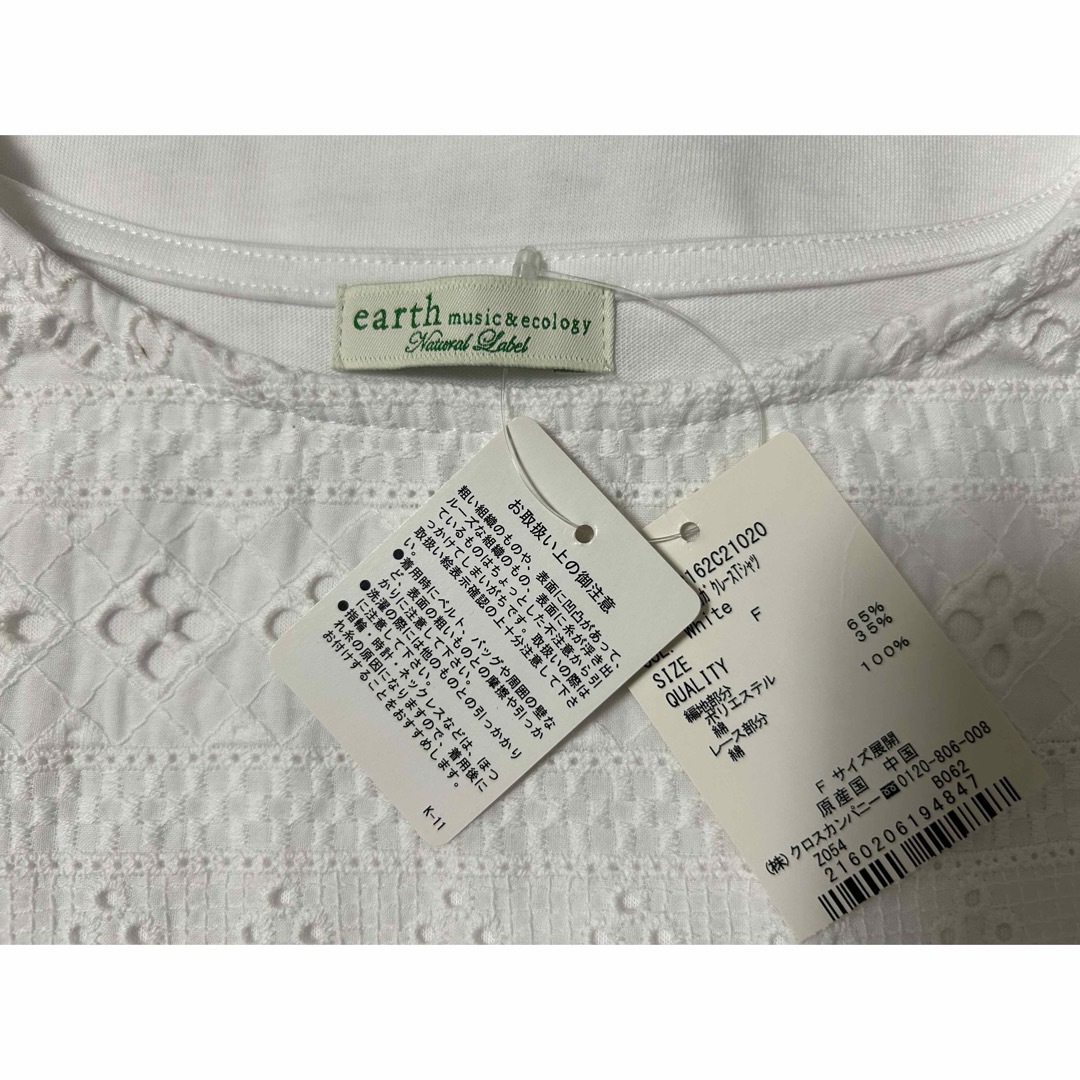 earth music&ecology
Natural Label
お取扱い上の御注意
粗い組織のものや、表面に凹凸があって、
ルーズな組織のもの、表面に糸が浮き出
ているものはちょっとした不注意から引
っかけてしまいがちです。取扱いの際は
取扱い絵表示確認の上十分注意して下さ
い。
●着用時にベルト、バッグや周囲の壁な
ど、表面の粗いものとの摩擦や引っか
かりに注意して下さい。
●洗濯の際には他のものとの引っかかり
に注意して下さい。
●指輪・時計・ネックレスなどは、ほつ
れ糸の原因になりますので、着用後に
お付けすることをおすすめします。
K-11
162C21020
ｸﾞﾚｰｽTｼｬﾂ
White F
SIZE
QUALITY
編地部分
ポリエステル 65%
綿 35%
レース部分
綿 100%
F サイズ展開
原産国 中国
(株)クロスカンパニー 0120-806-008
Z054 B062
2160206194847